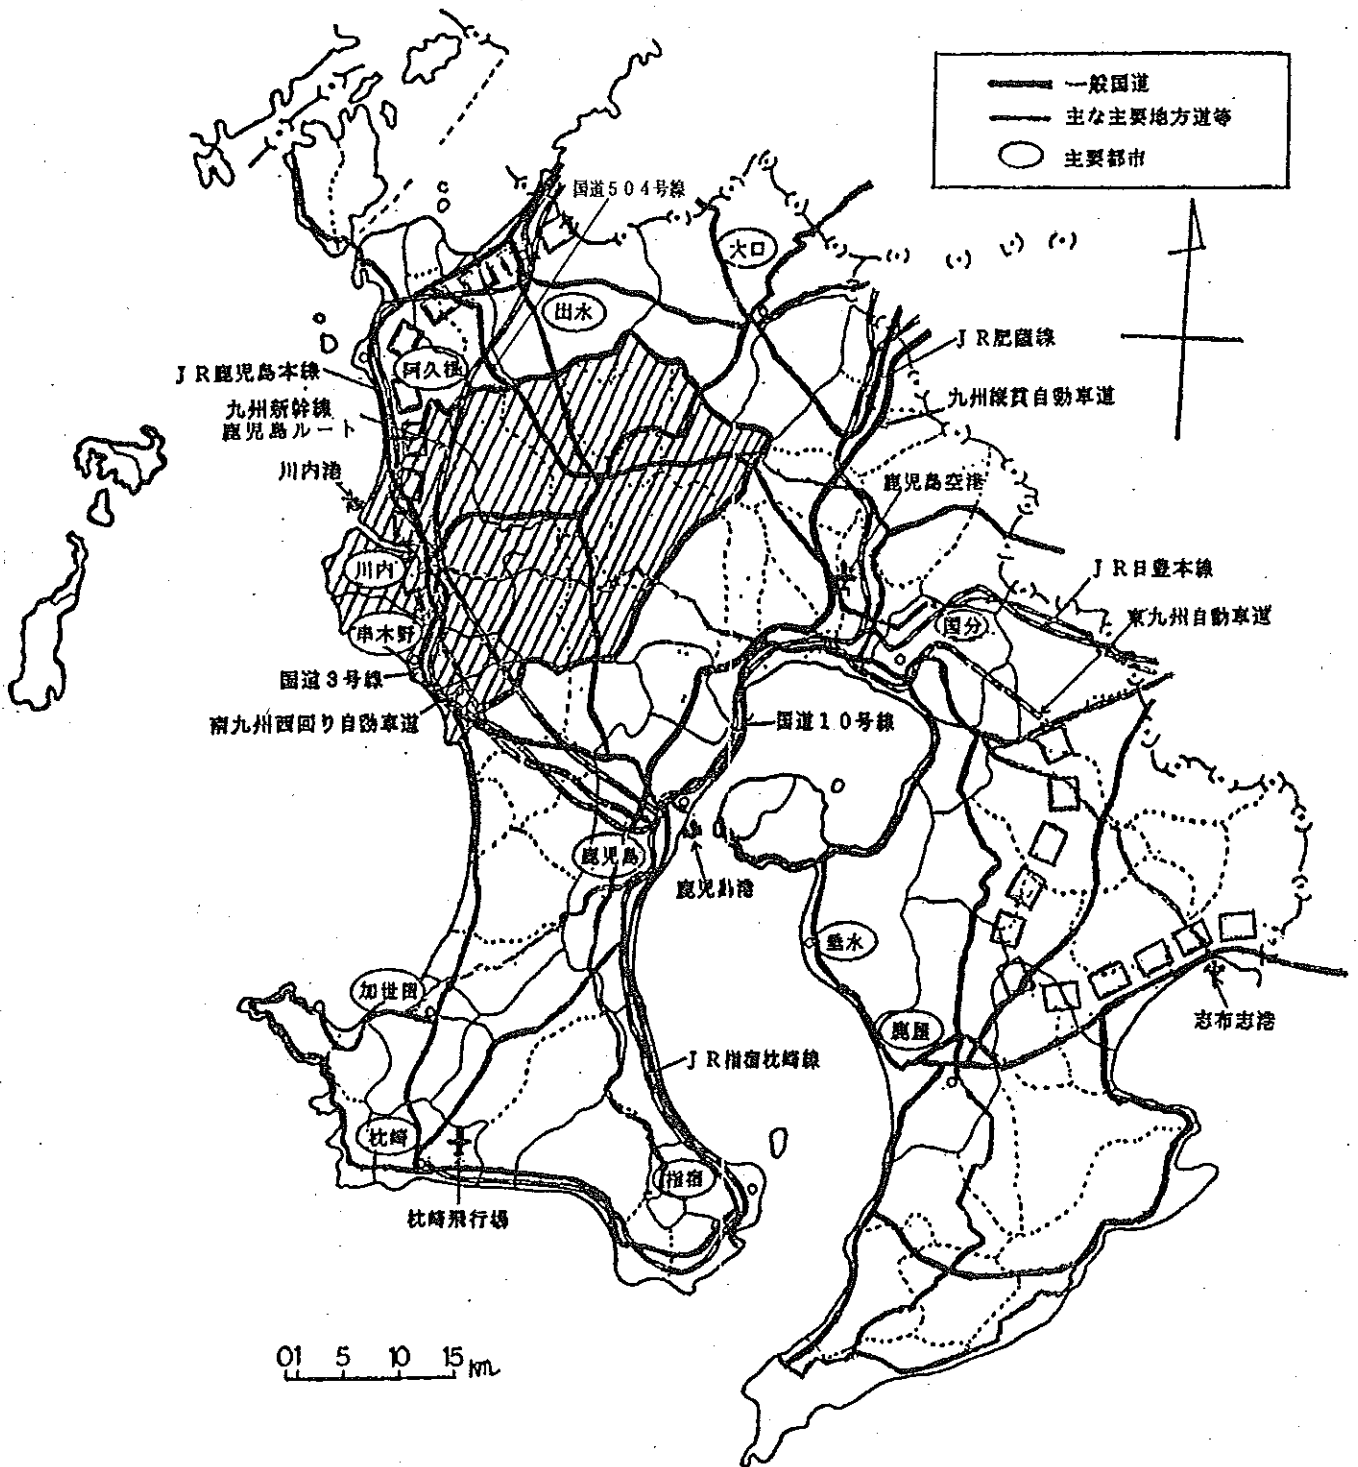 一般国道
主な主要地方道等
主要都市
国道504号線
大口
出水
JR肥薩線
JR鹿児島本線
阿久根
九州縦貫自動車道
九州新幹線
鹿児島ルート
川内港
鹿児島空港
川内
JR日豊本線
東九州自動車道
国分
串木野
国道3号線
南九州西回り自動車道
国道10号線
鹿児島
鹿児島港
垂水
加世田
鹿屋
志布志港
JR指宿枕崎線
枕崎
指宿
枕崎飛行場
01 5 10 15 km